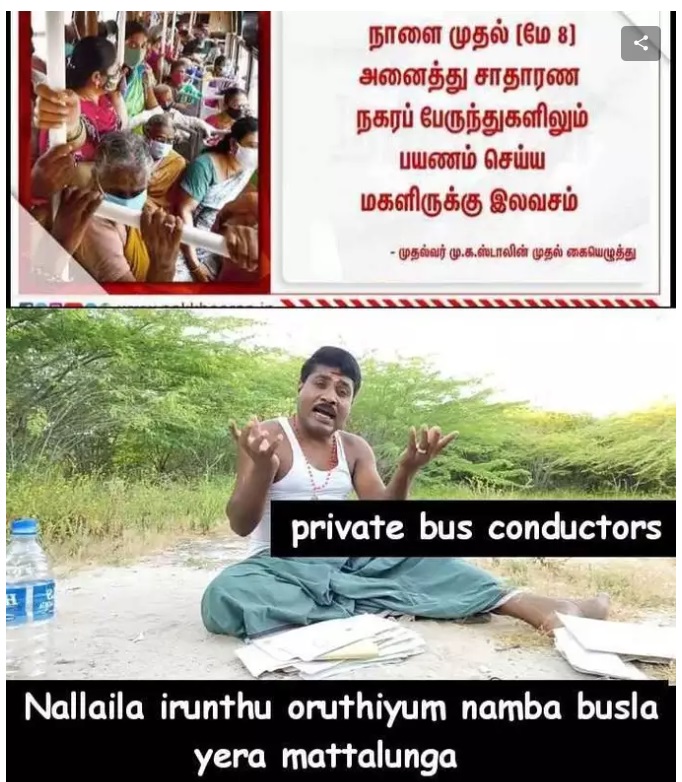 நாளை முதல் [மே 8]
அனைத்து சாதாரண
நகரப் பேருந்துகளிலும்
பயணம் செய்ய
மகளிருக்கு இலவசம்
- முதல்வர் மு.க.ஸ்டாலின் முதல் கையெழுத்து
private bus conductors
Nallaila irunthu oruthiyum namba busla
yera mattalunga